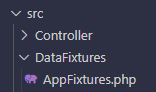 src
Controller
DataFixtures
AppFixtures.php